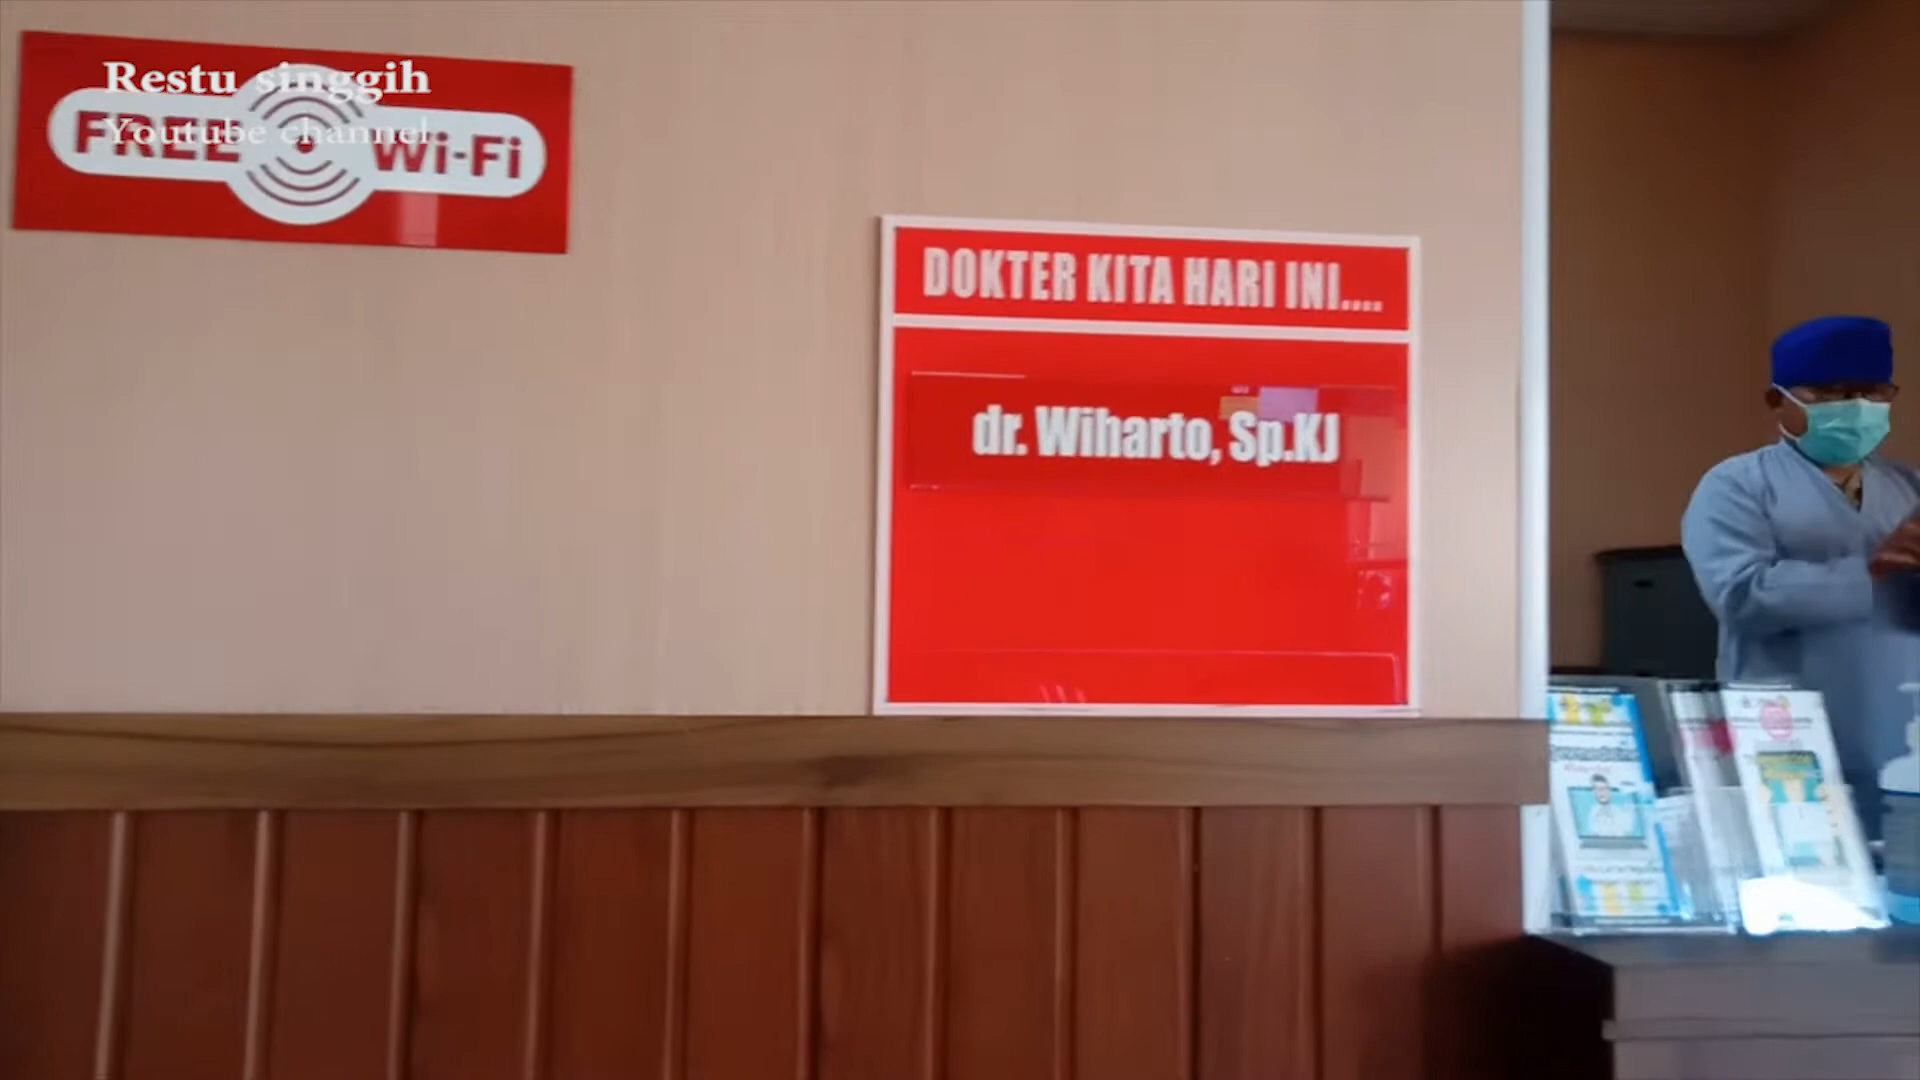 Restu singgih
Youtube channel
FREE Wi-Fi
DOKTER KITA HARI INI....
dr. Wiharto, Sp.KJ